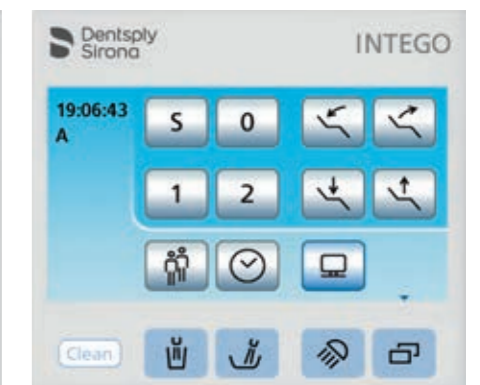 Dentsply
Sirona
INTEGO
19:06:43
A
S
0
1
2
Clean